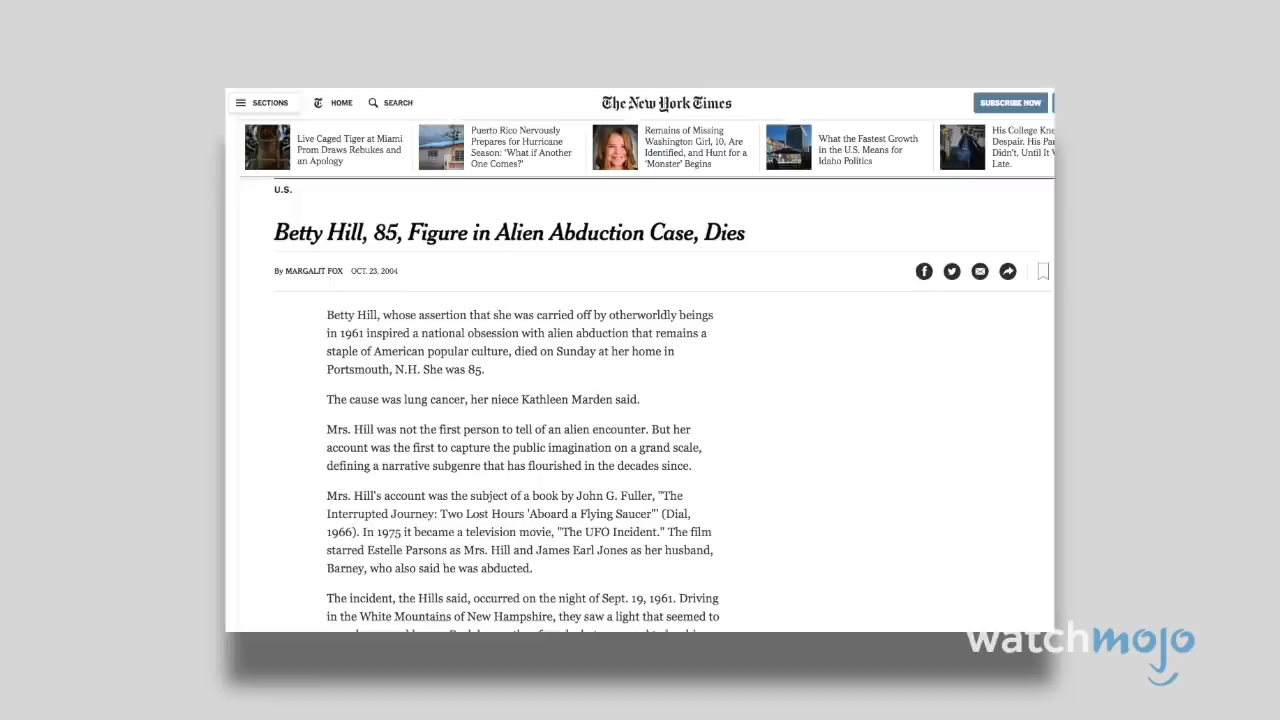 SECTIONS HOME SEARCH The New York Times SUBSCRIBE NOW
Live Caged Tiger at Miami
Prom Draws Rebukes and
an Apology
Puerto Rico Nervously
Prepares for Hurricane
Season: 'What if Another
One Comes?'
Remains of Missing
Washington Girl, 10, Are
Identified, and Hunt for a
'Monster' Begins
What the Fastest Growth
in the U.S. Means for
Idaho Politics
His College
Despair. His
Didn't, Until It
Late.
U.S.
Betty Hill, 85, Figure in Alien Abduction Case, Dies
By MARGALIT FOX OCT. 23, 2004
Betty Hill, whose assertion that she was carried off by otherworldly beings
in 1961 inspired a national obsession with alien abduction that remains a
staple of American popular culture, died on Sunday at her home in
Portsmouth, N.H. She was 85.
The cause was lung cancer, her niece Kathleen Marden said.
Mrs. Hill was not the first person to tell of an alien encounter. But her
account was the first to capture the public imagination on a grand scale,
defining a narrative subgenre that has flourished in the decades since.
Mrs. Hill's account was the subject of a book by John G. Fuller, "The
Interrupted Journey: Two Lost Hours 'Aboard a Flying Saucer'" (Dial,
1966). In 1975 it became a television movie, "The UFO Incident." The film
starred Estelle Parsons as Mrs. Hill and James Earl Jones as her husband,
Barney, who also said he was abducted.
The incident, the Hills said, occurred on the night of Sept. 19, 1961. Driving
in the White Mountains of New Hampshire, they saw a light that seemed to
watchmojo